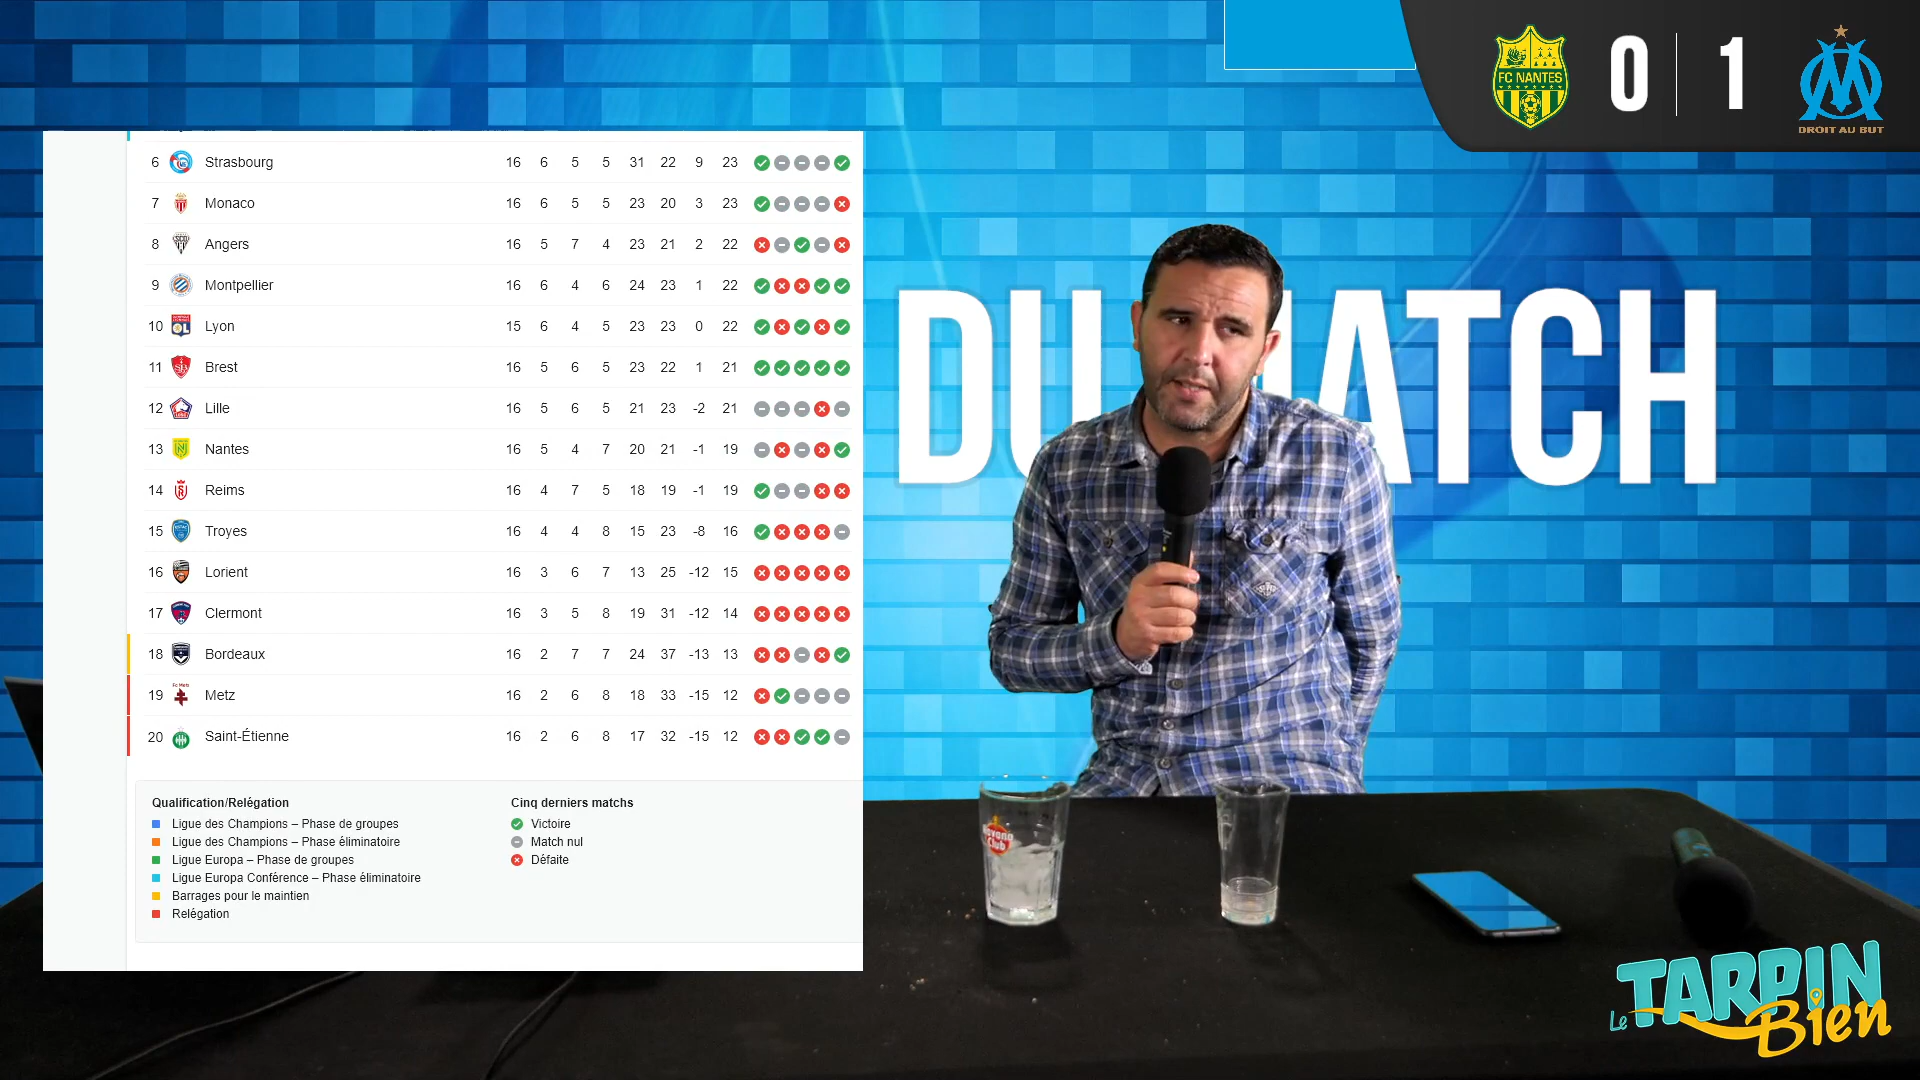 FC NANTES
0 1
DROIT AU BUT
6 Strasbourg 16 6 5 5 31 22 9 23
7 Monaco 16 6 5 5 23 20 3 23
8 Angers 16 5 7 4 23 21 2 22
9 Montpellier 16 6 4 6 24 23 1 22
10 Lyon 15 6 4 5 23 23 0 22
11 Brest 16 5 6 5 23 22 1 21
12 Lille 16 5 6 5 21 23 -2 21
13 Nantes 16 5 4 7 20 21 -1 19
14 Reims 16 4 7 5 18 19 -1 19
15 Troyes 16 4 4 8 15 23 -8 16
16 Lorient 16 3 6 7 13 25 -12 15
17 Clermont 16 3 5 8 19 31 -12 14
18 Bordeaux 16 2 7 7 24 37 -13 13
19 Metz 16 2 6 8 18 33 -15 12
20 Saint-Étienne 16 2 6 8 17 32 -15 12
Qualification/Relégation
Ligue des Champions – Phase de groupes
Ligue des Champions – Phase éliminatoire
Ligue Europa – Phase de groupes
Ligue Europa Conférence – Phase éliminatoire
Barrages pour le maintien
Relégation
Cinq derniers matchs
Victoire
Match nul
Défaite
DU MATCH
Havana
Club
Le TARPIN
Bien